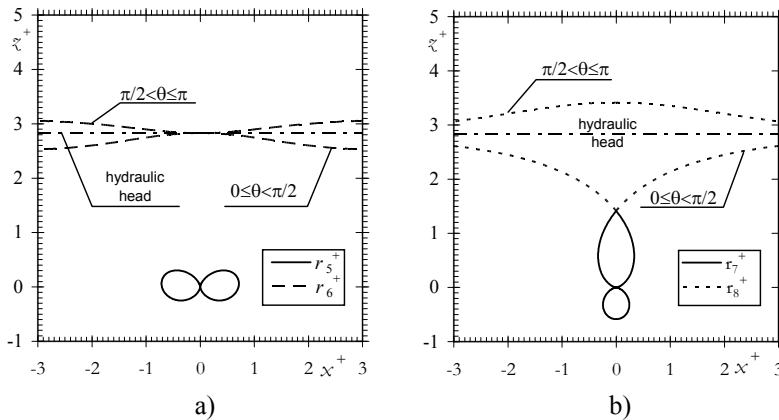 5
a)
z⁺
4
π/2<θ≤π
3
2
hydraulic
head
0≤θ<π/2
1
r₅⁺
r₆⁺
0
-1
-3 -2 -1 0 1 2 x⁺ 3
a)
5
b)
z⁺
4
π/2<θ≤π
3
hydraulic
head
2
0≤θ<π/2
1
r₇⁺
r₈⁺
0
-1
-3 -2 -1 0 1 2 x⁺ 3
b)